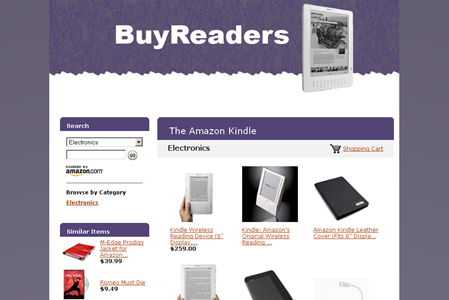 BuyReaders
Search
Electronics
GO
POWERED BY
amazon.com
Browse by Category
Electronics
Similar Items
M-Edge Prodigy
Jacket for
Amazon...
$39.99
Romeo Must Die
$9.49
The Amazon Kindle
Electronics
Shopping Cart
Kindle Wireless
Reading Device (6"
Display,...
$259.00
Kindle: Amazon's
Original Wireless
Reading ...
Amazon Kindle Leather
Cover (Fits 6" Displa...